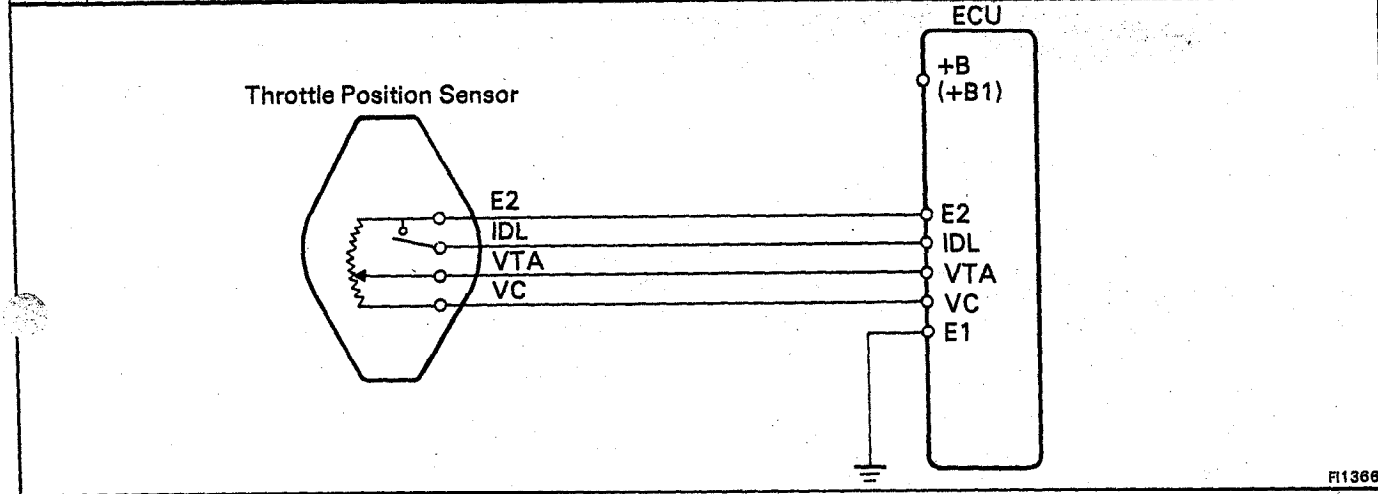 ECU
+B
(+B1)
Throttle Position Sensor
E2
IDL
VTA
VC
E2
IDL
VTA
VC
E1
FI1366